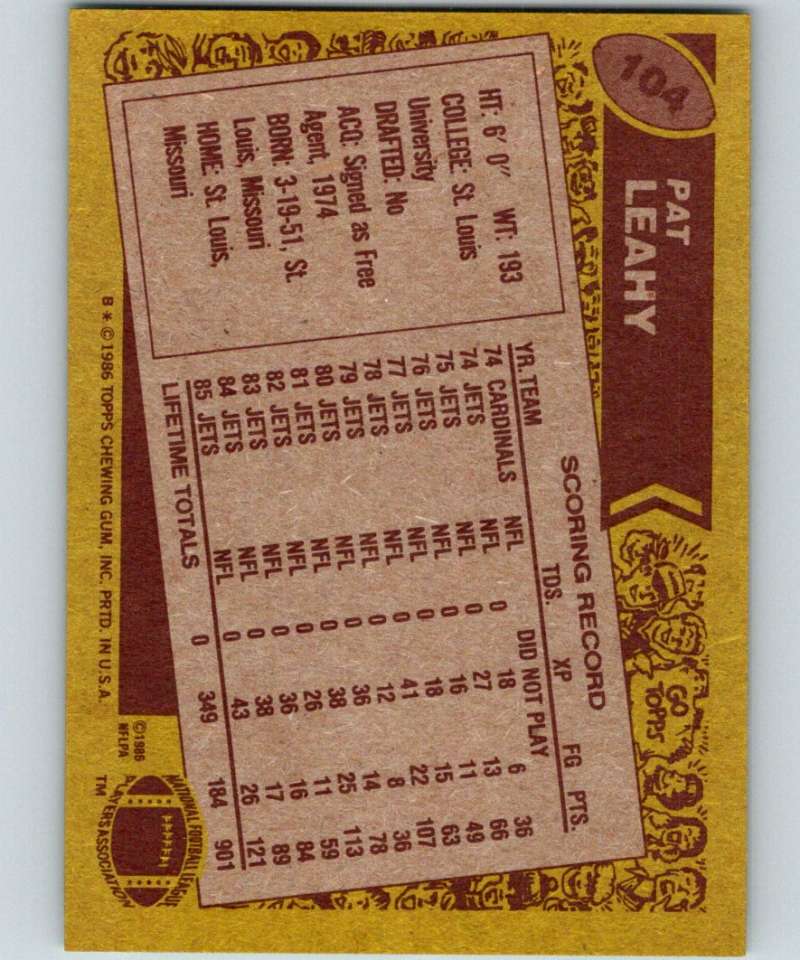 104
PAT
LEAHY
HT: 6' 0" WT: 193
COLLEGE: St. Louis
University
DRAFTED: No
ACQ: Signed as Free
Agent, 1974
BORN: 3-19-51, St.
Louis, Missouri
HOME: St. Louis,
Missouri
SCORING RECORD
YR. TEAM TDS. XP FG PTS.
74 CARDINALS NFL DID NOT PLAY
74 JETS NFL 0 18 6 36
75 JETS NFL 0 27 13 66
76 JETS NFL 0 16 11 49
77 JETS NFL 0 18 15 63
78 JETS NFL 0 41 22 107
79 JETS NFL 0 12 8 36
80 JETS NFL 0 36 14 78
81 JETS NFL 0 38 25 113
82 JETS NFL 0 26 11 59
83 JETS NFL 0 36 16 84
84 JETS NFL 0 38 17 89
85 JETS NFL 0 43 26 121
LIFETIME TOTALS 0 349 184 901
GO
TOPPS
B * © 1986 TOPPS CHEWING GUM, INC. PRTD. IN U.S.A.
© 1986
NFLPA
NATIONAL FOOTBALL LEAGUE
PLAYERS ASSOCIATION
TM